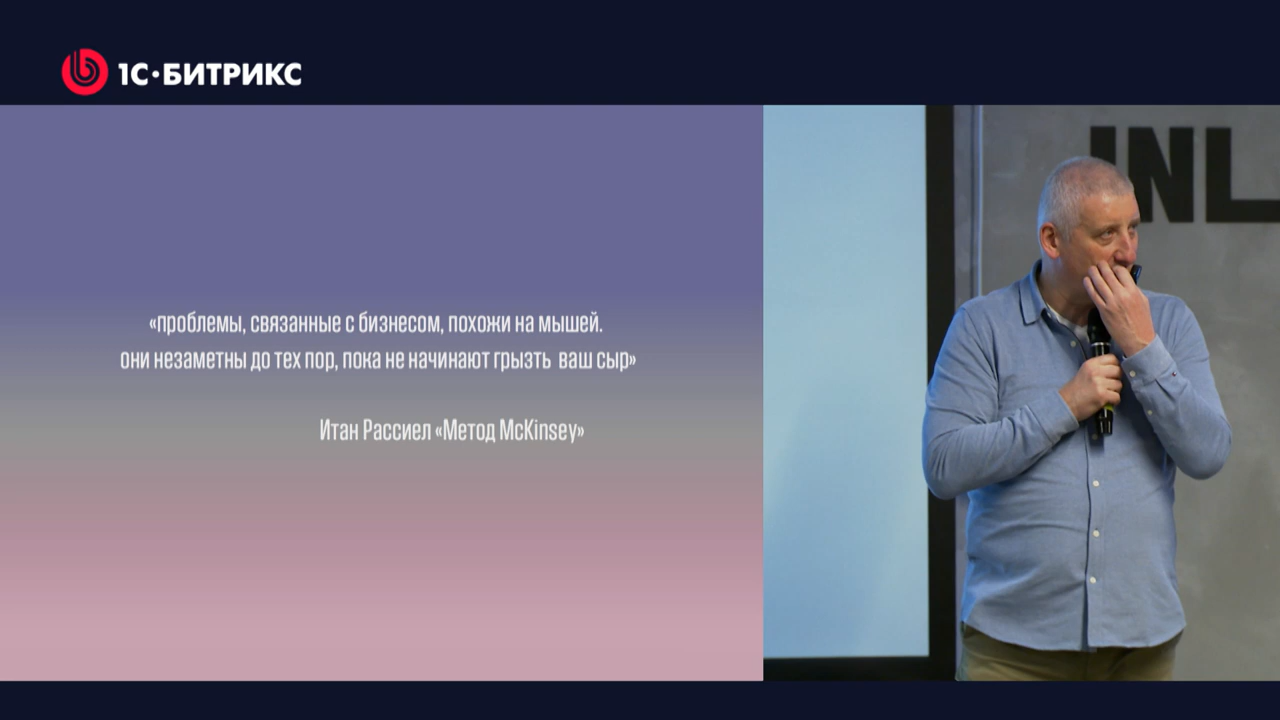 1С•БИТРИКС
INL
«проблемы, связанные с бизнесом, похожи на мышей.
они незаметны до тех пор, пока не начинают грызть ваш сыр»
Итан Рассиел «Метод McKinsey»